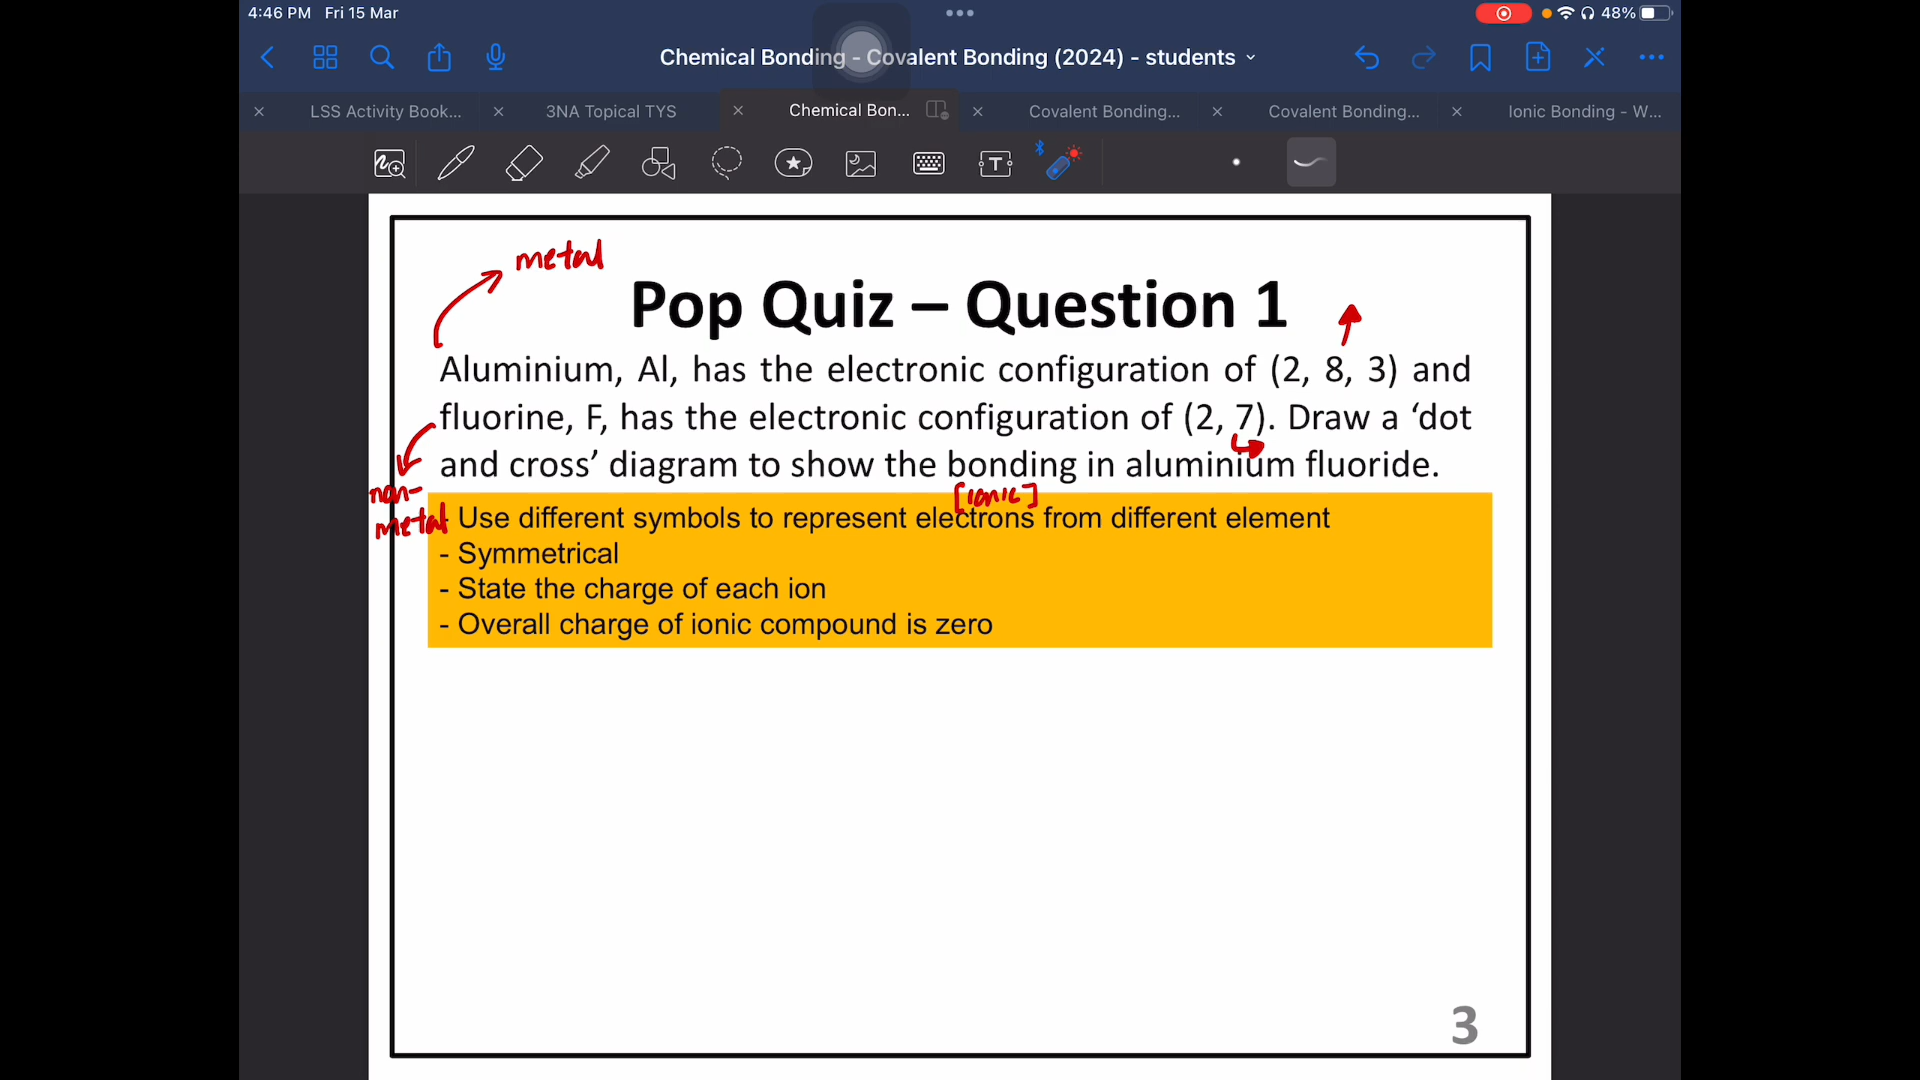 4:46 PM Fri 15 Mar
48%
Chemical Bonding - Covalent Bonding (2024) - students
LSS Activity Book...
3NA Topical TYS
Chemical Bon...
Covalent Bonding...
Covalent Bonding...
Ionic Bonding - W...
T
metal
Pop Quiz – Question 1
Aluminium, Al, has the electronic configuration of (2, 8, 3) and
fluorine, F, has the electronic configuration of (2, 7). Draw a ‘dot
and cross’ diagram to show the bonding in aluminium fluoride.
[ionic]
non-
metal
- Use different symbols to represent electrons from different element
- Symmetrical
- State the charge of each ion
- Overall charge of ionic compound is zero
3